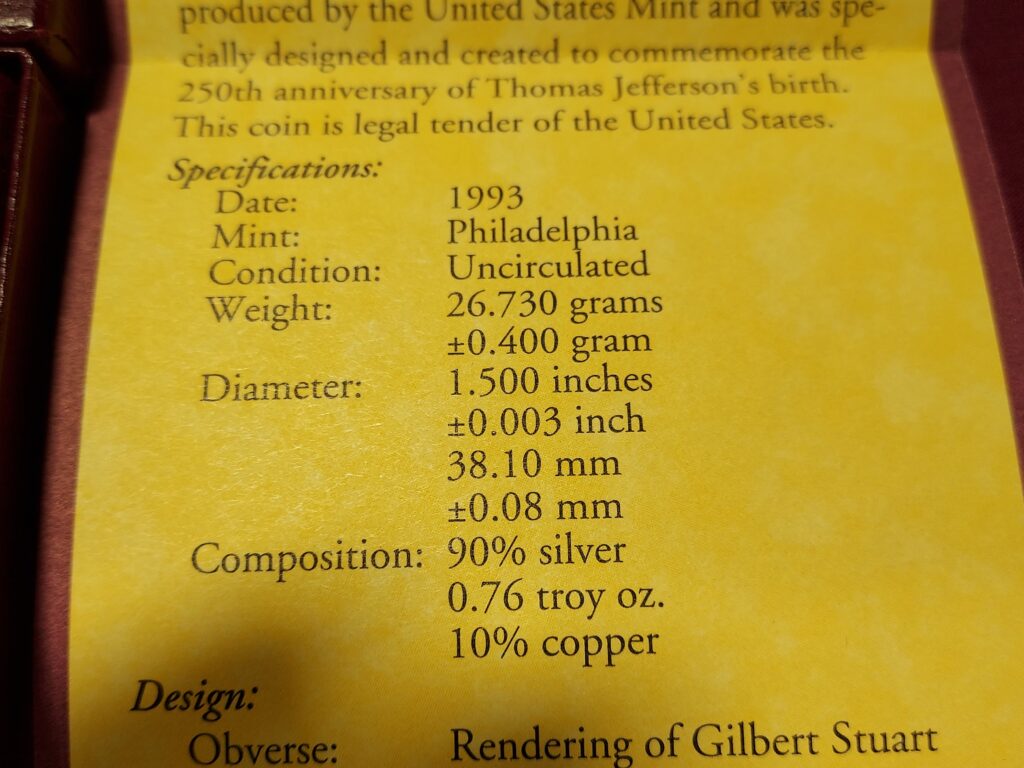 produced by the United States Mint and was spe-
cially designed and created to commemorate the
250th anniversary of Thomas Jefferson's birth.
This coin is legal tender of the United States.
Specifications:
Date: 1993
Mint: Philadelphia
Condition: Uncirculated
Weight: 26.730 grams
±0.400 gram
Diameter: 1.500 inches
±0.003 inch
38.10 mm
±0.08 mm
Composition: 90% silver
0.76 troy oz.
10% copper
Design:
Obverse: Rendering of Gilbert Stuart